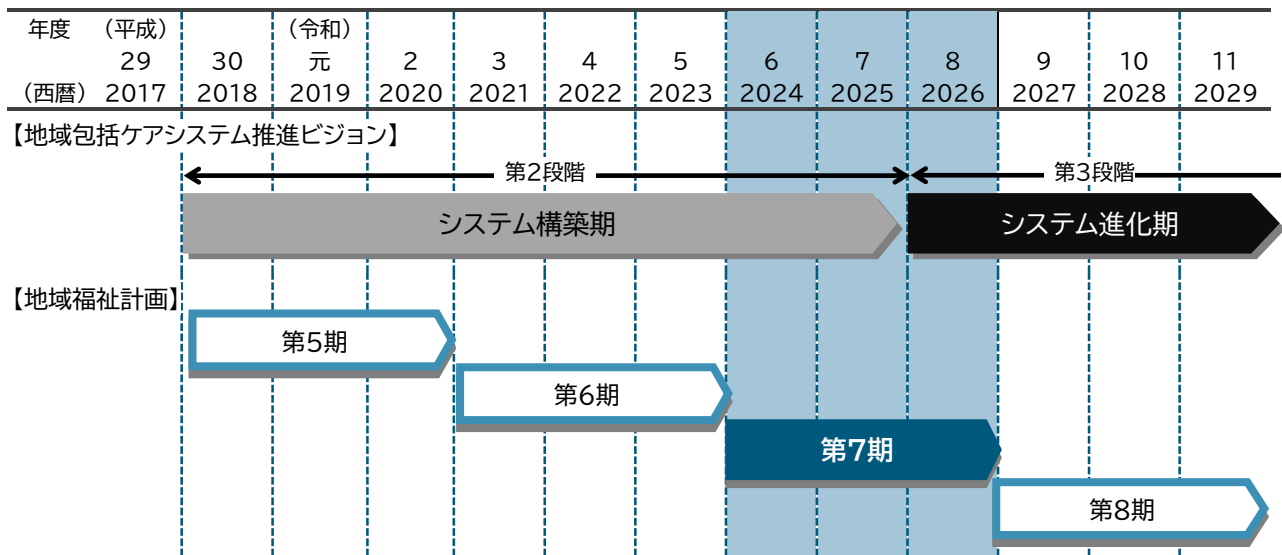 年度 （平成） （令和）
29 30 元 2 3 4 5 6 7 8 9 10 11
（西暦） 2017 2018 2019 2020 2021 2022 2023 2024 2025 2026 2027 2028 2029
【地域包括ケアシステム推進ビジョン】
第2段階 第3段階
システム構築期 システム進化期
【地域福祉計画】
第5期
第6期
第7期
第8期